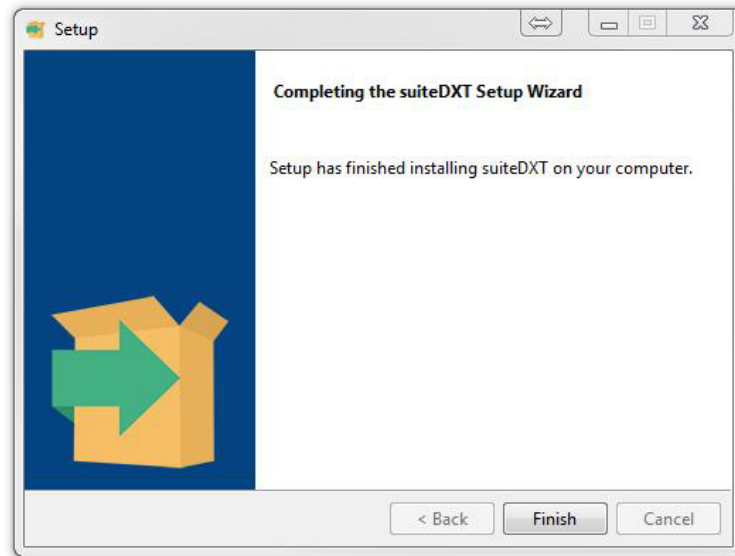 Setup
Completing the suiteDXT Setup Wizard
Setup has finished installing suiteDXT on your computer.
< Back
Finish
Cancel